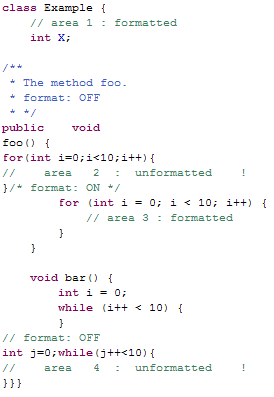 class Example {
    // area 1 : formatted
    int X;

/**
 * The method foo.
 * format: OFF
 * */
public    void
foo() {
for(int i=0;i<10;i++){
//    area   2  :  unformatted    !
}/* format: ON */
        for (int i = 0; i < 10; i++) {
            // area 3 : formatted
        }
    }

    void bar() {
        int i = 0;
        while (i++ < 10) {
        }
// format: OFF
int j=0;while(j++<10){
//    area   4  :  unformatted    !
}}}